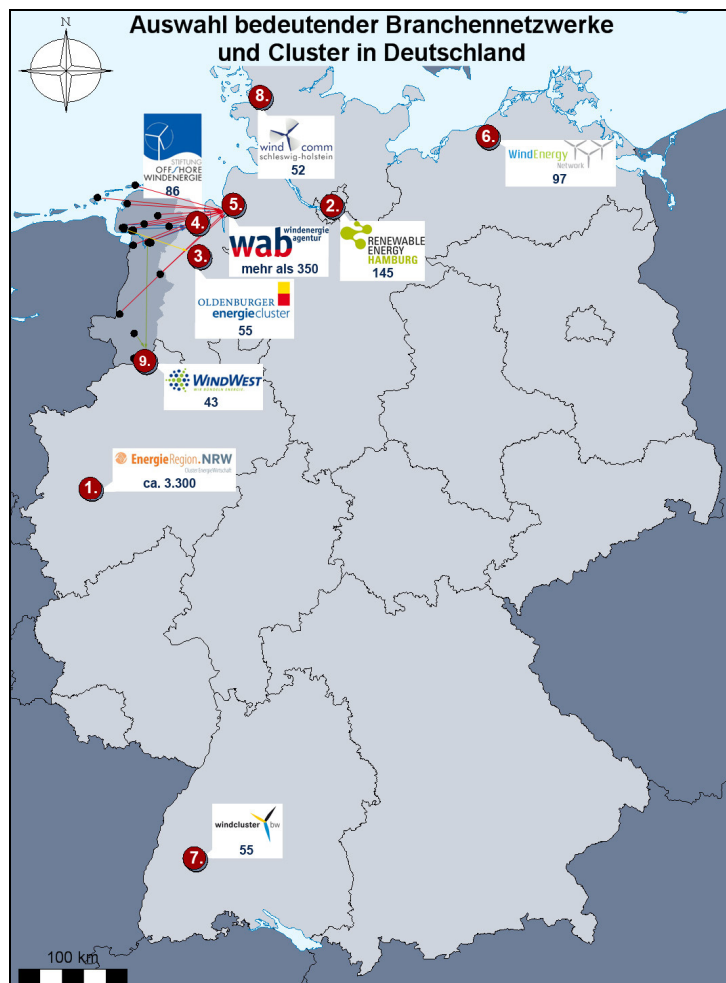 Auswahl bedeutender Branchennetzwerke
und Cluster in Deutschland
N
8.
wind comm
schleswig-holstein
52
6.
WindEnergy
Network
97
STIFTUNG
OFFSHORE
WINDENERGIE
86
5.
4.
2.
wab windenergie
agentur
mehr als 350
RENEWABLE
ENERGY
HAMBURG
145
3.
OLDENBURGER
energiecluster
55
9.
WINDWEST
43
EnergieRegion.NRW
Cluster EnergieWirtschaft
ca. 3.300
1.
windcluster bw
55
7.
100 km